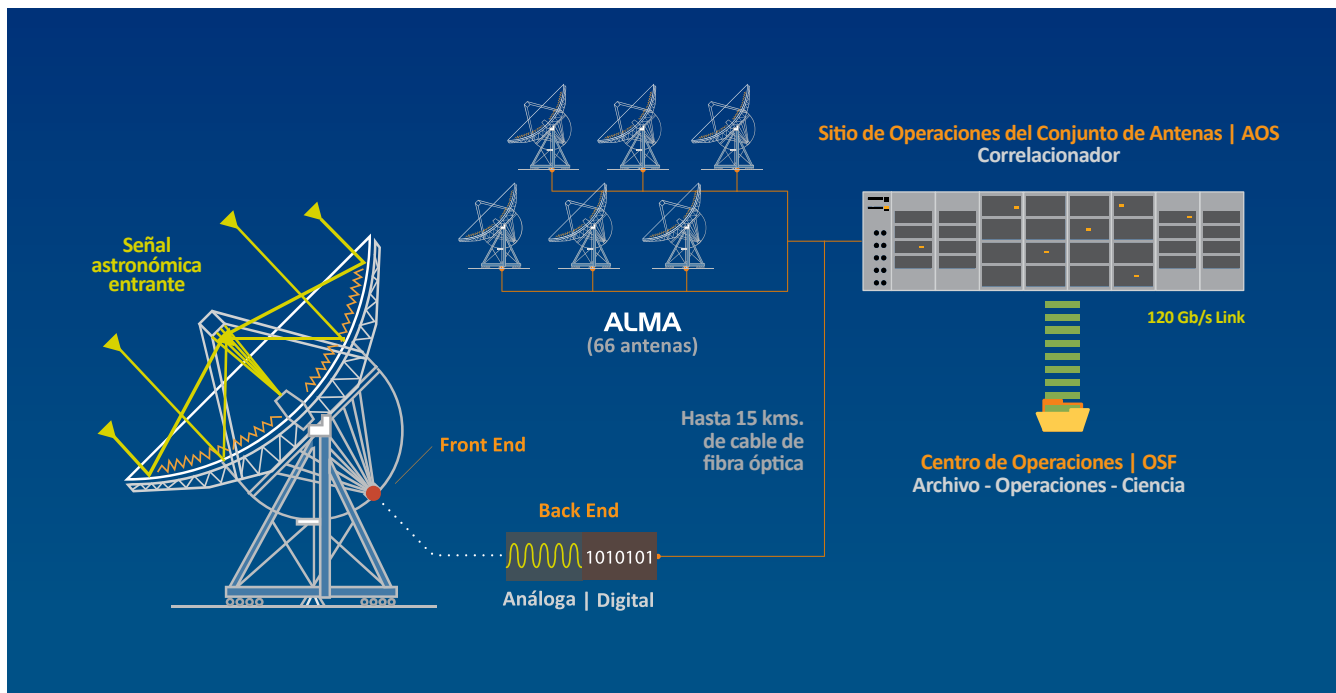 Señal
astronómica
entrante
Front End
Back End
1010101
Análoga | Digital
ALMA
(66 antenas)
Hasta 15 kms.
de cable de
fibra óptica
Sitio de Operaciones del Conjunto de Antenas | AOS
Correlacionador
120 Gb/s Link
Centro de Operaciones | OSF
Archivo - Operaciones - Ciencia